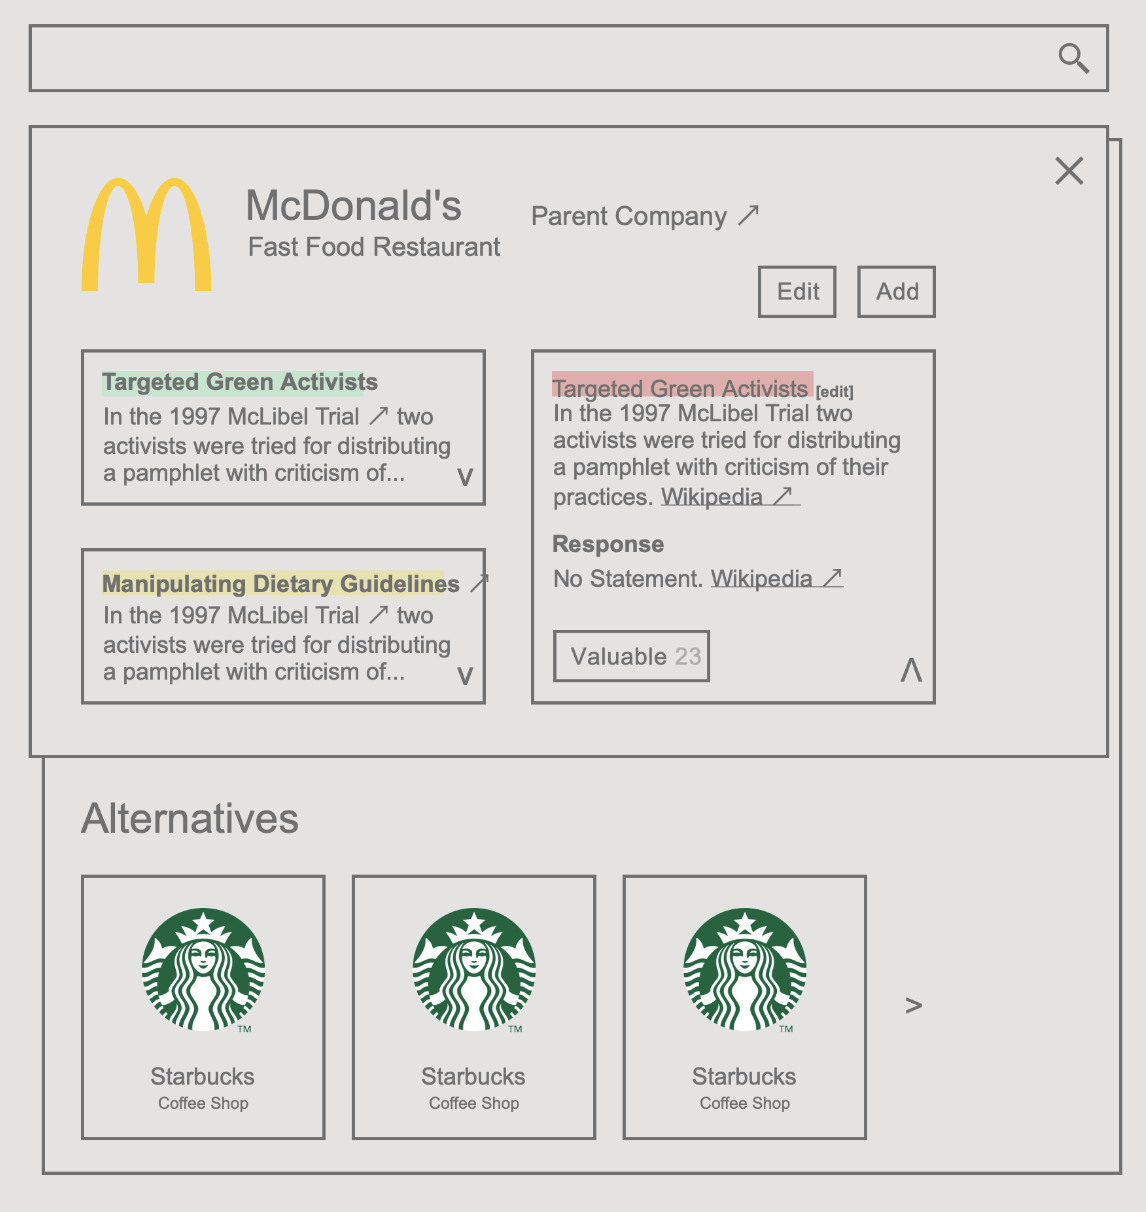 McDonald's
Fast Food Restaurant
Parent Company ↗
Edit
Add
Targeted Green Activists
In the 1997 McLibel Trial ↗ two
activists were tried for distributing
a pamphlet with criticism of...
v
Manipulating Dietary Guidelines ↗
In the 1997 McLibel Trial ↗ two
activists were tried for distributing
a pamphlet with criticism of...
v
Targeted Green Activists [edit]
In the 1997 McLibel Trial two
activists were tried for distributing
a pamphlet with criticism of their
practices. Wikipedia ↗
Response
No Statement. Wikipedia ↗
Valuable 23
Alternatives
TM
Starbucks
Coffee Shop
TM
Starbucks
Coffee Shop
TM
Starbucks
Coffee Shop
>